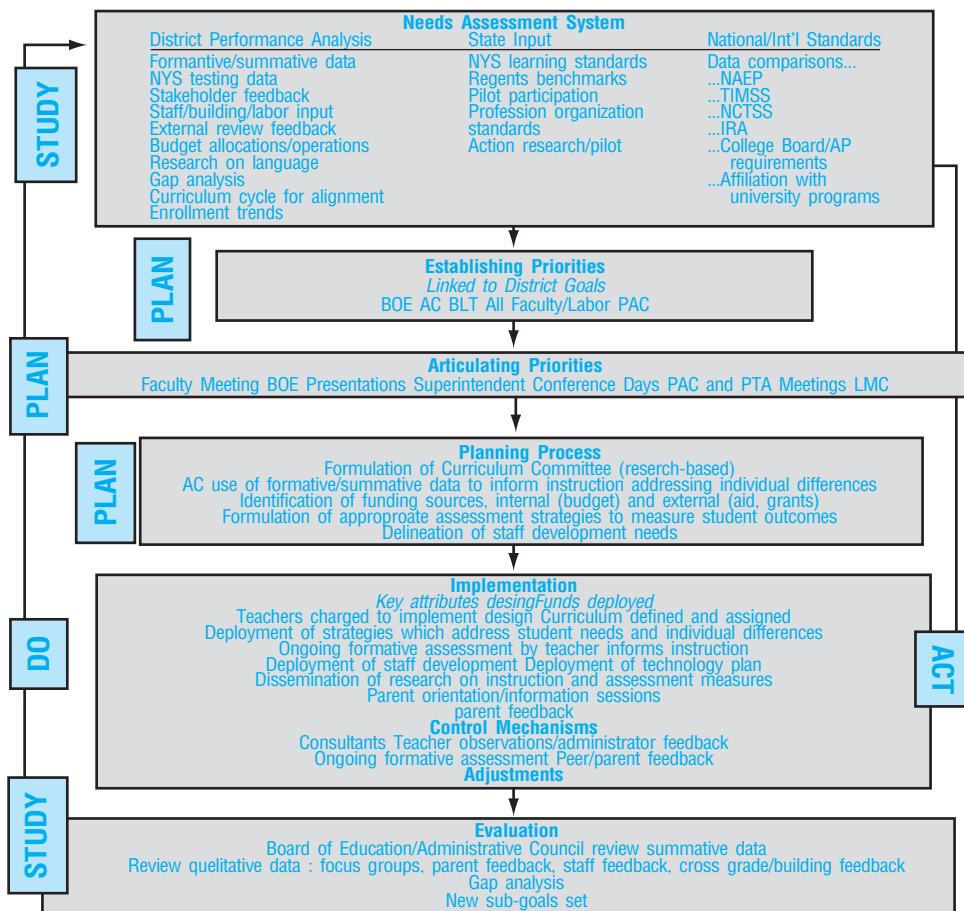 Needs Assessment System
District Performance Analysis
Formantive/summative data
NYS testing data
Stakeholder feedback
Staff/building/labor input
External review feedback
Budget allocations/operations
Research on language
Gap analysis
Curriculum cycle for alignment
Enrollment trends
State Input
NYS learning standards
Regents benchmarks
Pilot participation
Profession organization
standards
Action research/pilot
National/Int'l Standards
Data comparisons...
...NAEP
...TIMSS
...NCTSS
...IRA
...College Board/AP
requirements
...Affiliation with
university programs
STUDY
PLAN
Establishing Priorities
Linked to District Goals
BOE AC BLT All Faculty/Labor PAC
PLAN
Articulating Priorities
Faculty Meeting BOE Presentations Superintendent Conference Days PAC and PTA Meetings LMC
PLAN
Planning Process
Formulation of Curriculum Committee (reserch-based)
AC use of formative/summative data to inform instruction addressing individual differences
Identification of funding sources, internal (budget) and external (aid, grants)
Formulation of approproate assessment strategies to measure student outcomes
Delineation of staff development needs
DO
Implementation
Key attributes desingFunds deployed
Teachers charged to implement design Curriculum defined and assigned
Deployment of strategies which address student needs and individual differences
Ongoing formative assessment by teacher informs instruction
Deployment of staff development Deployment of technology plan
Dissemination of research on instruction and assessment measures
Parent orientation/information sessions
parent feedback
Control Mechanisms
Consultants Teacher observations/administrator feedback
Ongoing formative assessment Peer/parent feedback
Adjustments
ACT
STUDY
Evaluation
Board of Education/Administrative Council review summative data
Review quelitative data : focus groups, parent feedback, staff feedback, cross grade/building feedback
Gap analysis
New sub-goals set